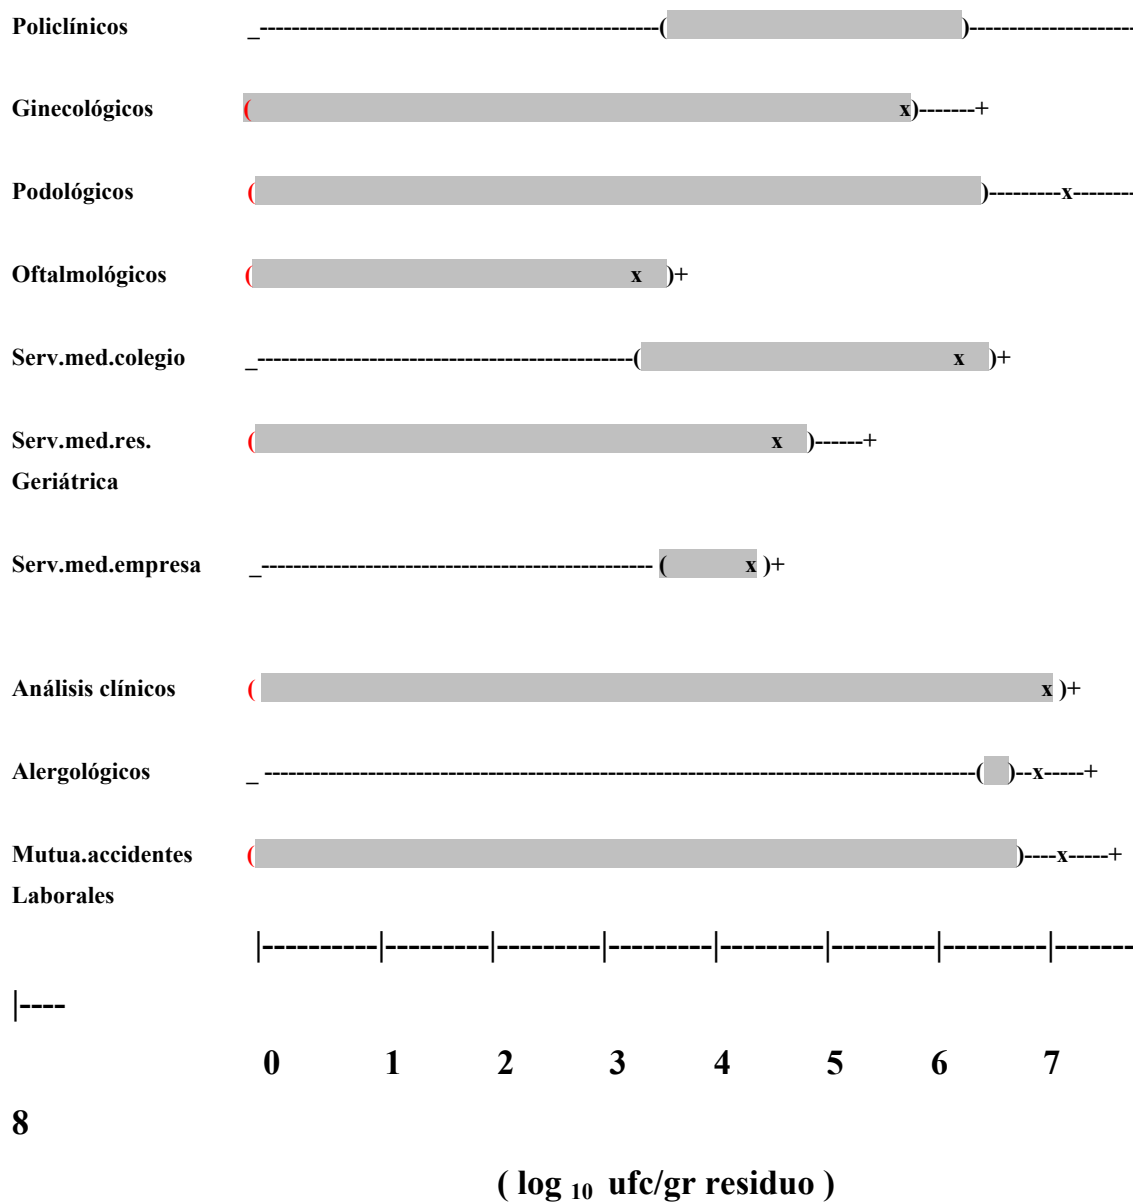 Policlínicos _--------------------------------------------------( )---------------------
Ginecológicos ( x)-------+
Podológicos ( )---------x--------
Oftalmológicos ( x )+
Serv.med.colegio _-----------------------------------------------( x )+
Serv.med.res. ( x )------+
Geriátrica
Serv.med.empresa _------------------------------------------------- ( x )+
Análisis clínicos ( x )+
Alergológicos _ -----------------------------------------------------------------------------------------( )--x-----+
Mutua.accidentes ( )----x-----+
Laborales
|----------|---------|---------|---------|---------|---------|---------|-------
|----
0 1 2 3 4 5 6 7
8
( log 10 ufc/gr residuo )